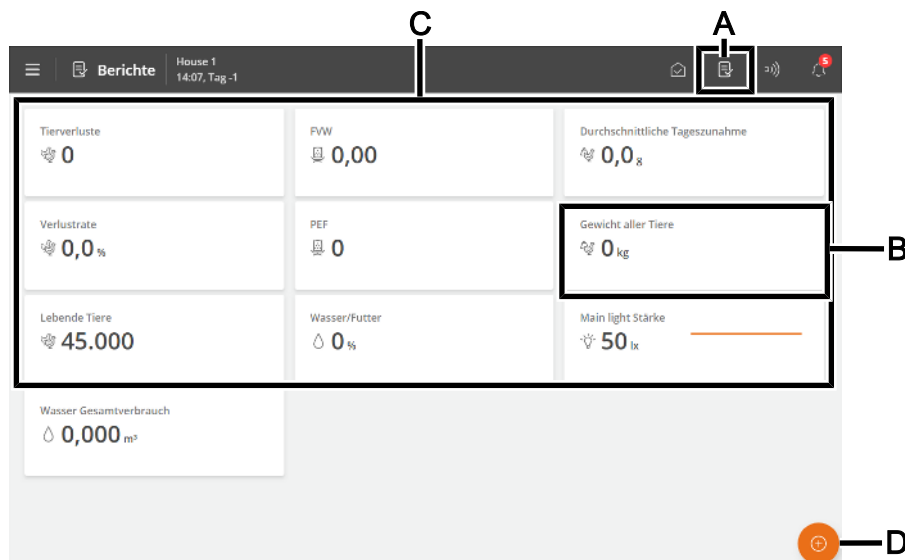 C
A
Berichte
House 1
14:07, Tag -1
5
Tierverluste
0
FVW
0,00
Durchschnittliche Tageszunahme
0,0 g
Verlustrate
0,0 %
PEF
0
Gewicht aller Tiere
0 kg
B
Lebende Tiere
45.000
Wasser/Futter
0 %
Main light Stärke
50 lx
Wasser Gesamtverbrauch
0,000 m³
D